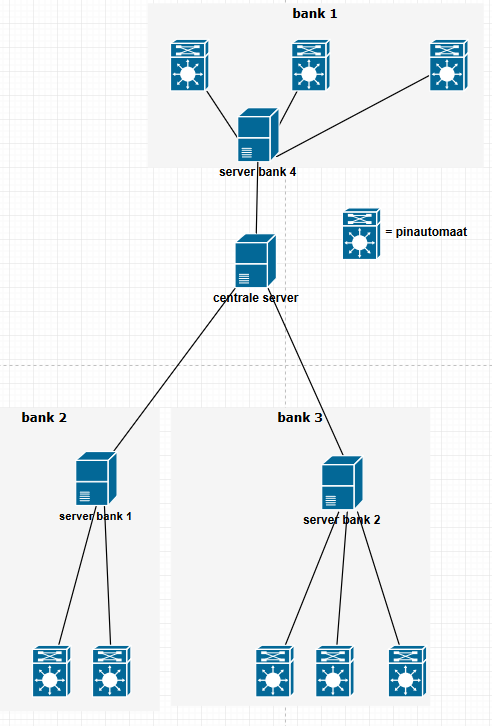 bank 1
server bank 4
= pinautomaat
centrale server
bank 2
bank 3
server bank 1
server bank 2